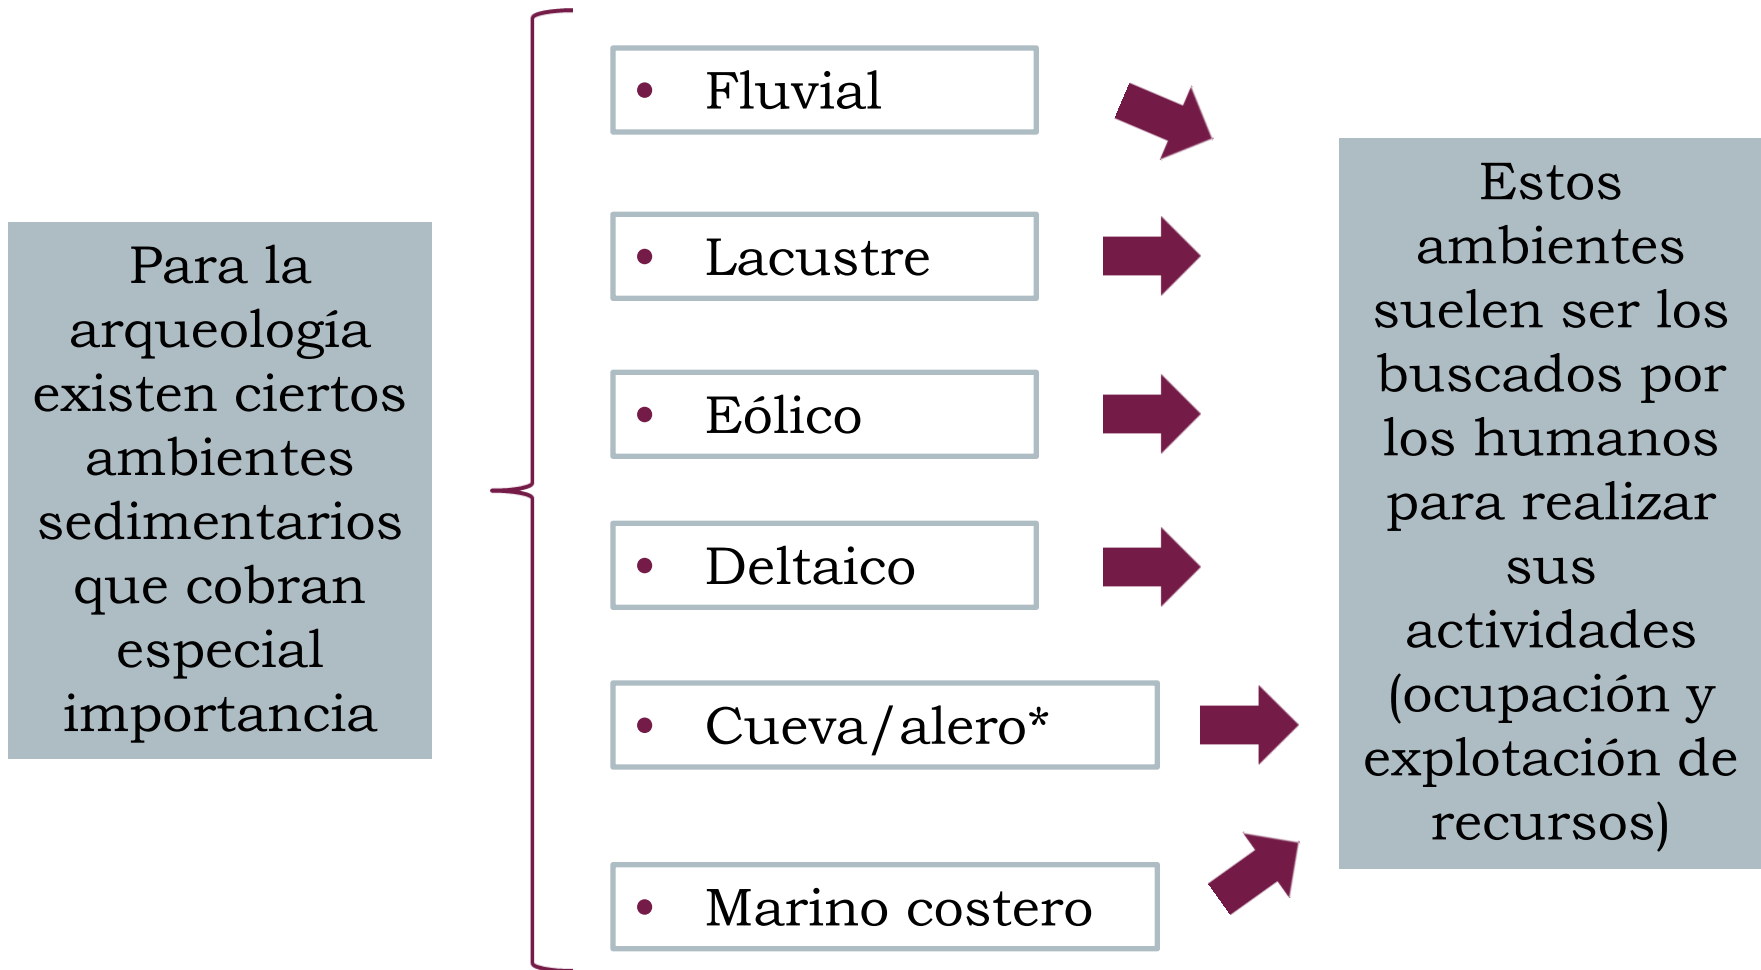 Para la
arqueología
existen ciertos
ambientes
sedimentarios
que cobran
especial
importancia
• Fluvial
• Lacustre
• Eólico
• Deltaico
• Cueva/alero*
• Marino costero
Estos
ambientes
suelen ser los
buscados por
los humanos
para realizar
sus
actividades
(ocupación y
explotación de
recursos)